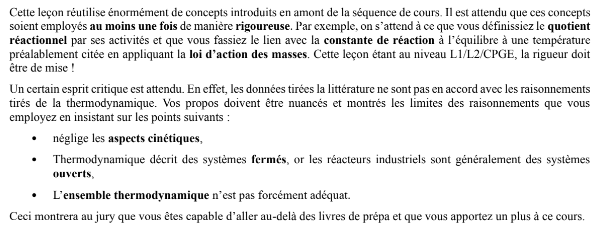 Cette leçon réutilise énormément de concepts introduits en amont de la séquence de cours. Il est attendu que ces concepts
soient employés au moins une fois de manière rigoureuse. Par exemple, on s'attend à ce que vous définissiez le quotient
réactionnel par ses activités et que vous fassiez le lien avec la constante de réaction à l'équilibre à une température
préalablement citée en appliquant la loi d'action des masses. Cette leçon étant au niveau L1/L2/CPGE, la rigueur doit
être de mise !
Un certain esprit critique est attendu. En effet, les données tirées la littérature ne sont pas en accord avec les raisonnements
tirés de la thermodynamique. Vos propos doivent être nuancés et montrés les limites des raisonnements que vous
employez en insistant sur les points suivants :
• néglige les aspects cinétiques,
• Thermodynamique décrit des systèmes fermés, or les réacteurs industriels sont généralement des systèmes
ouverts,
• L'ensemble thermodynamique n'est pas forcément adéquat.
Ceci montrera au jury que vous êtes capable d'aller au-delà des livres de prépa et que vous apportez un plus à ce cours.